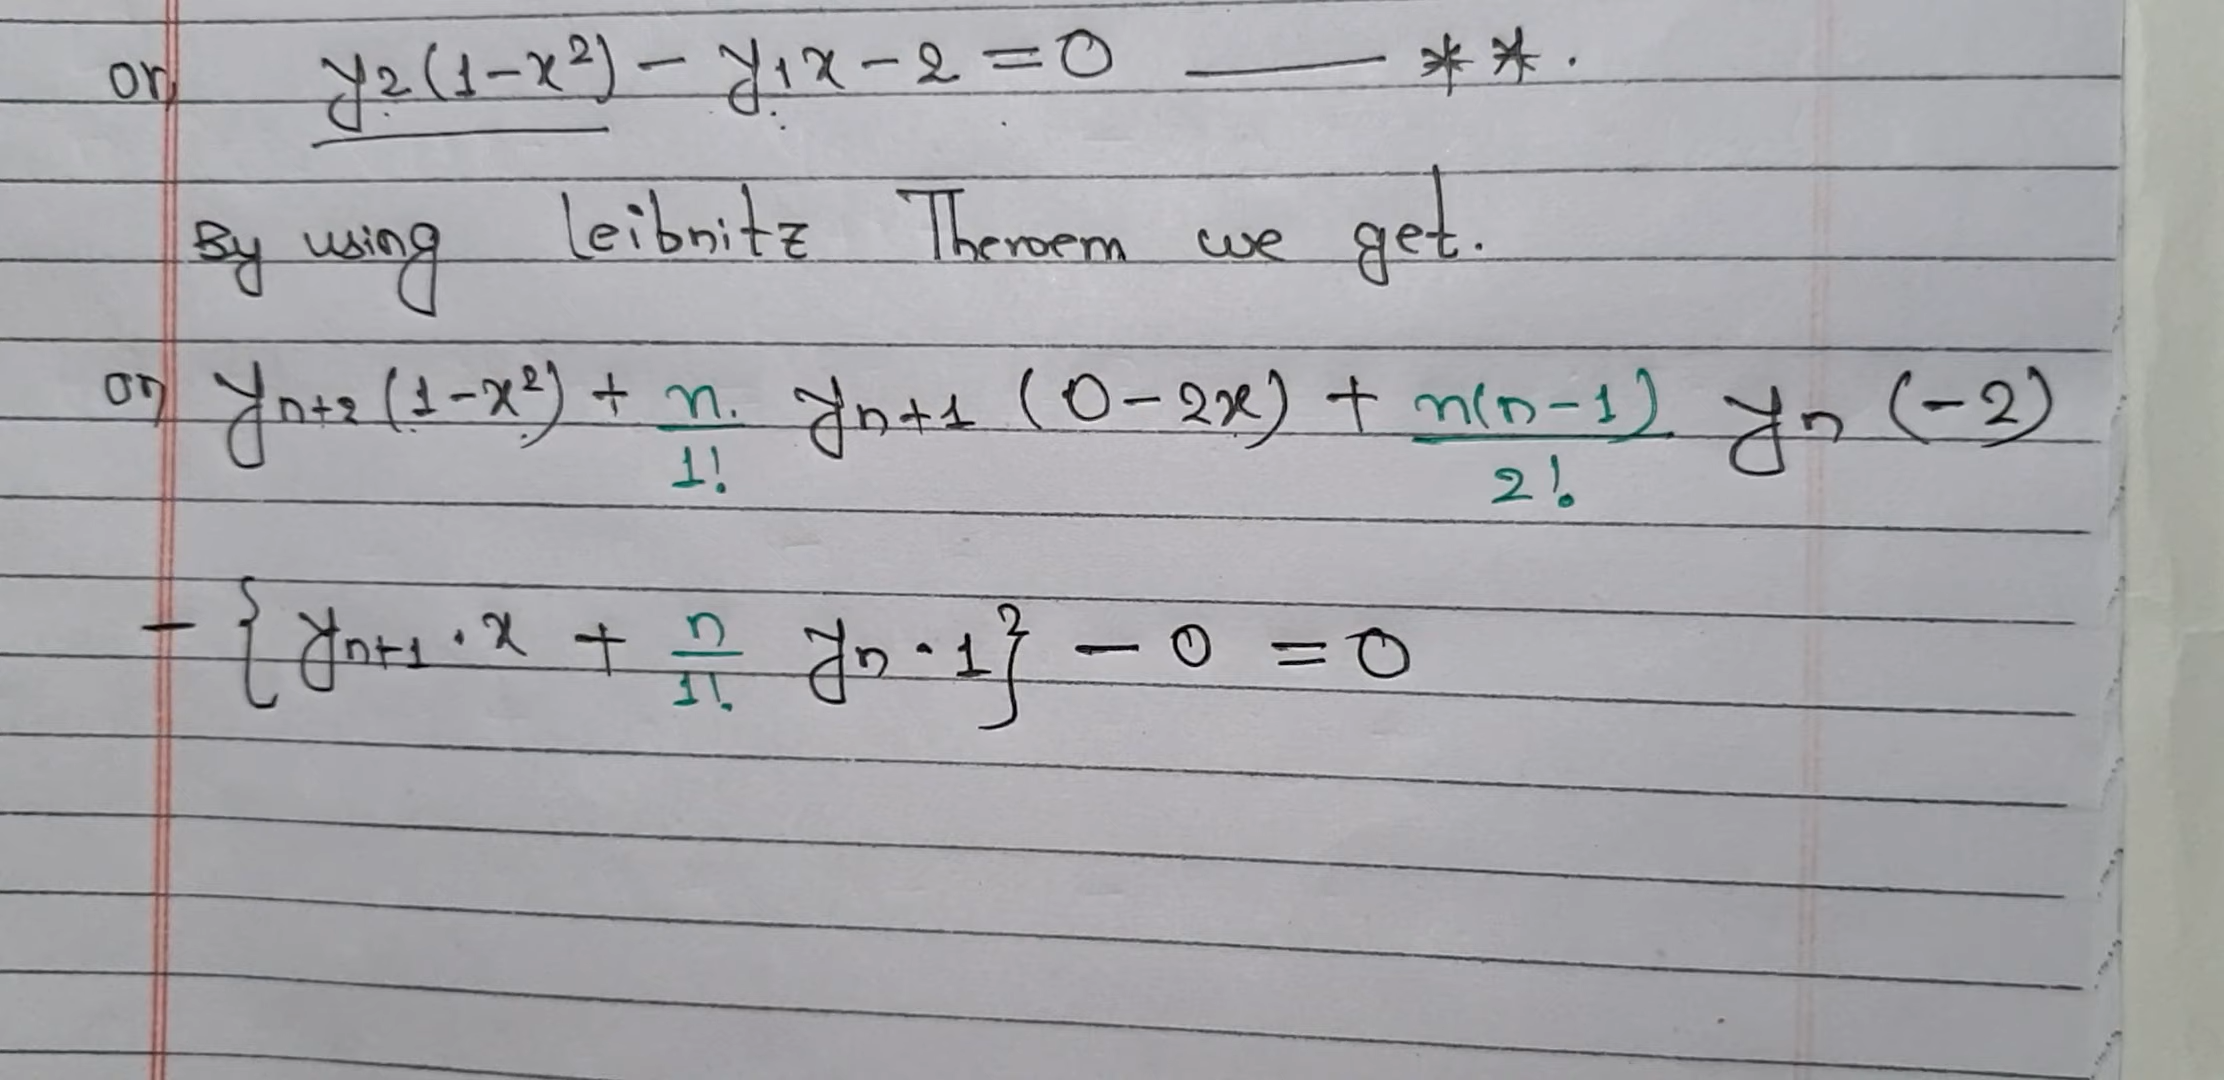 or y₂(1-x²) - y₁x - 2 = 0 —— **.
By using leibnitz Theroem we get.
or yₙ₊₂(1-x²) + n./1! yₙ₊₁ (0-2x) + n(n-1)/2! yₙ (-2)
- {yₙ₊₁ · x + n/1! yₙ · 1} - 0 = 0